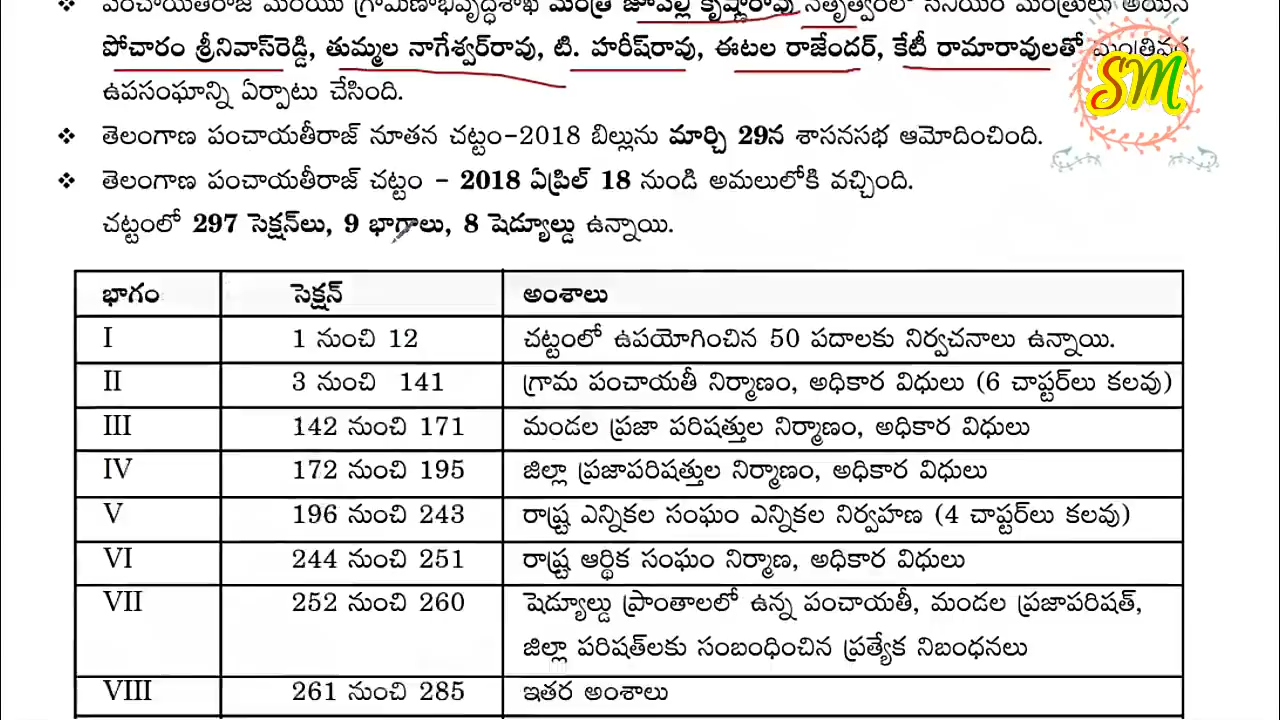 పంచాయతీరాజ్ మరియు గ్రామీణాభివృద్ధిశాఖ మంత్రి జూపల్లి కృష్ణారావు నేతృత్వంలో సీనియర్ మంత్రులు అయిన
పోచారం శ్రీనివాస్‌రెడ్డి, తుమ్మల నాగేశ్వర్‌రావు, టి. హరీష్‌రావు, ఈటల రాజేందర్, కేటీ రామారావులతో
ఉపసంఘాన్ని ఏర్పాటు చేసింది.
❖ తెలంగాణ పంచాయతీరాజ్ నూతన చట్టం-2018 బిల్లును మార్చి 29న శాసనసభ ఆమోదించింది.
❖ తెలంగాణ పంచాయతీరాజ్ చట్టం - 2018 ఏప్రిల్ 18 నుండి అమలులోకి వచ్చింది.
చట్టంలో 297 సెక్షన్‌లు, 9 భాగాలు, 8 షెడ్యూల్డు ఉన్నాయి.
SM
భాగం సెక్షన్ అంశాలు
I 1 నుంచి 12 చట్టంలో ఉపయోగించిన 50 పదాలకు నిర్వచనాలు ఉన్నాయి.
II 3 నుంచి 141 గ్రామ పంచాయతీ నిర్మాణం, అధికార విధులు (6 చాప్టర్‌లు కలవు)
III 142 నుంచి 171 మండల ప్రజా పరిషత్తుల నిర్మాణం, అధికార విధులు
IV 172 నుంచి 195 జిల్లా ప్రజాపరిషత్తుల నిర్మాణం, అధికార విధులు
V 196 నుంచి 243 రాష్ట్ర ఎన్నికల సంఘం ఎన్నికల నిర్వహణ (4 చాప్టర్‌లు కలవు)
VI 244 నుంచి 251 రాష్ట్ర ఆర్థిక సంఘం నిర్మాణ, అధికార విధులు
VII 252 నుంచి 260 షెడ్యూల్డు ప్రాంతాలలో ఉన్న పంచాయతీ, మండల ప్రజాపరిషత్,
జిల్లా పరిషత్‌లకు సంబంధించిన ప్రత్యేక నిబంధనలు
VIII 261 నుంచి 285 ఇతర అంశాలు